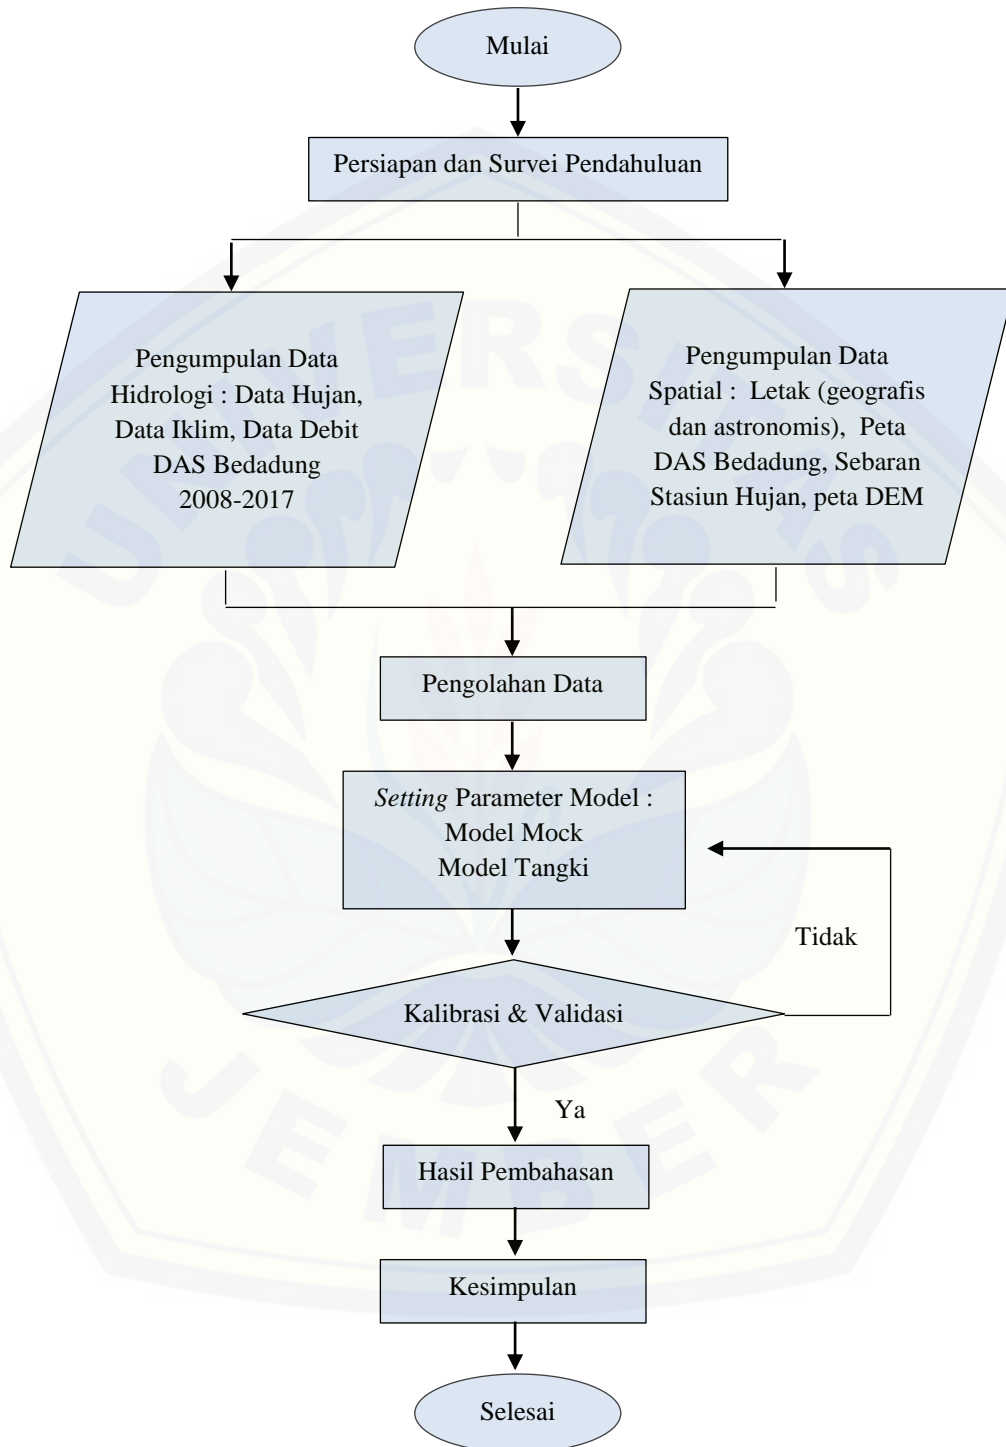 Mulai
Persiapan dan Survei Pendahuluan
Pengumpulan Data
Hidrologi : Data Hujan,
Data Iklim, Data Debit
DAS Bedadung
2008-2017
Pengumpulan Data
Spatial : Letak (geografis
dan astronomis), Peta
DAS Bedadung, Sebaran
Stasiun Hujan, peta DEM
Pengolahan Data
Setting Parameter Model :
Model Mock
Model Tangki
Tidak
Kalibrasi & Validasi
Ya
Hasil Pembahasan
Kesimpulan
Selesai
UNIVERSITAS
JEMBER